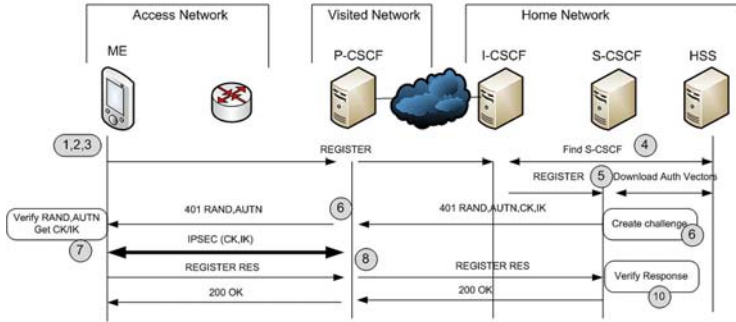 Access Network
Visited Network
Home Network
ME
P-CSCF
I-CSCF
S-CSCF
HSS
1,2,3
REGISTER
Find S-CSCF
4
REGISTER
5
Download Auth Vectors
401 RAND,AUTN
6
401 RAND,AUTN,CK,IK
Create challenge
6
Verify RAND,AUTN
Get CK/IK
7
IPSEC (CK,IK)
8
REGISTER RES
REGISTER RES
Verify Response
10
200 OK
200 OK